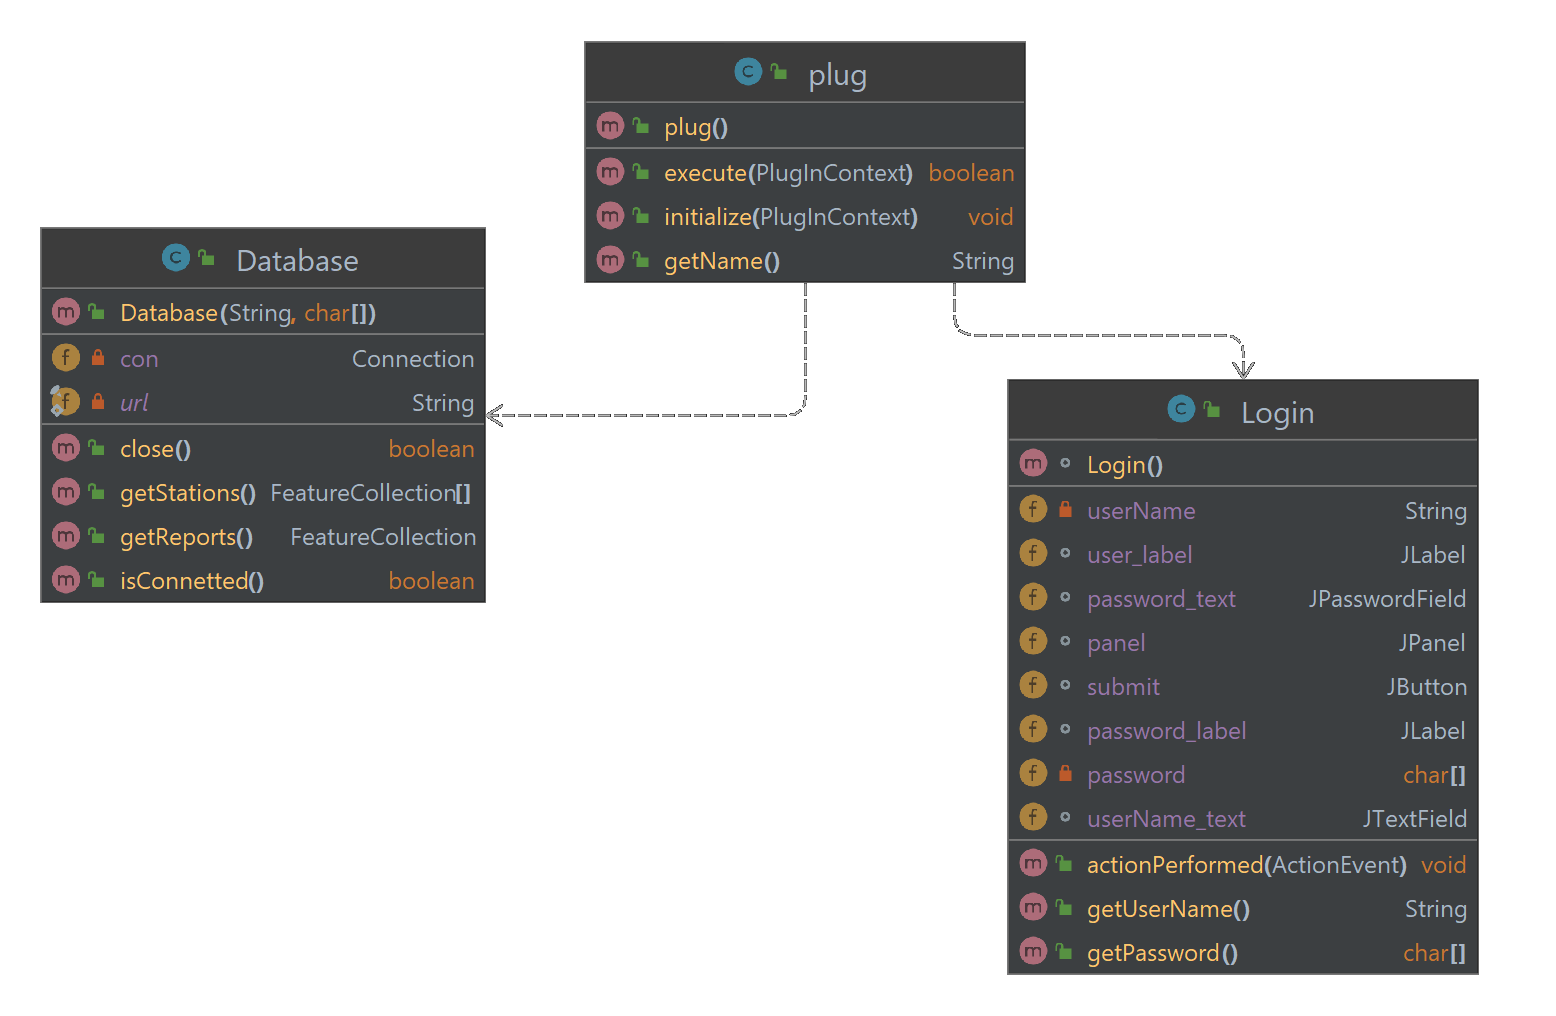 plug
plug()
execute(PlugInContext) boolean
initialize(PlugInContext) void
getName() String
Database
Database(String, char[])
con Connection
url String
close() boolean
getStations() FeatureCollection[]
getReports() FeatureCollection
isConnetted() boolean
Login
Login()
userName String
user_label JLabel
password_text JPasswordField
panel JPanel
submit JButton
password_label JLabel
password char[]
userName_text JTextField
actionPerformed(ActionEvent) void
getUserName() String
getPassword() char[]